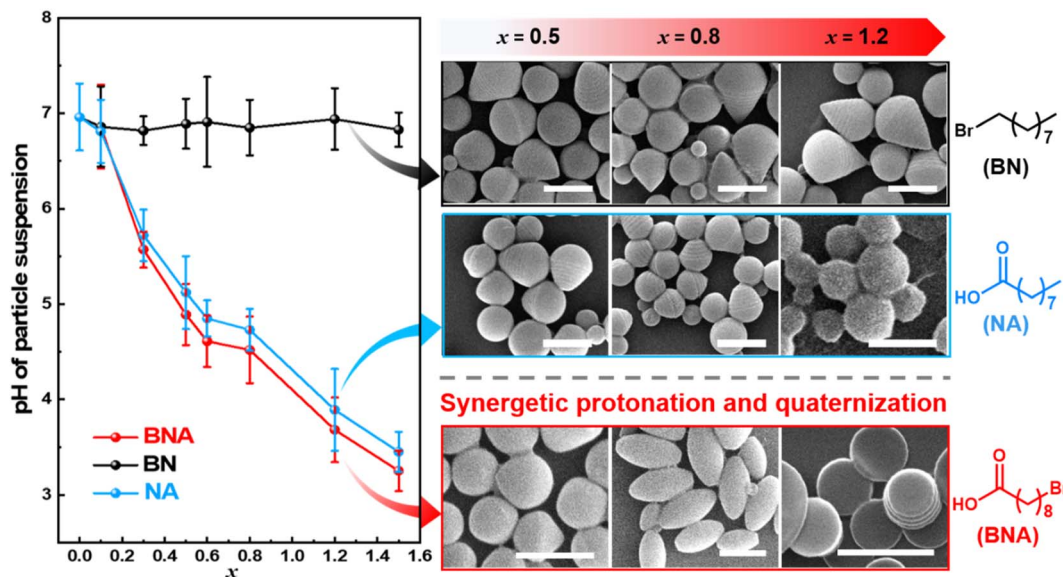 8
7
6
5
4
3
pH of particle suspension
BNA
BN
NA
0.0 0.2 0.4 0.6 0.8 1.0 1.2 1.4 1.6
x
x = 0.5 x = 0.8 x = 1.2
Br
7
(BN)
O
HO
7
(NA)
Synergetic protonation and quaternization
O
HO
8
(BNA)